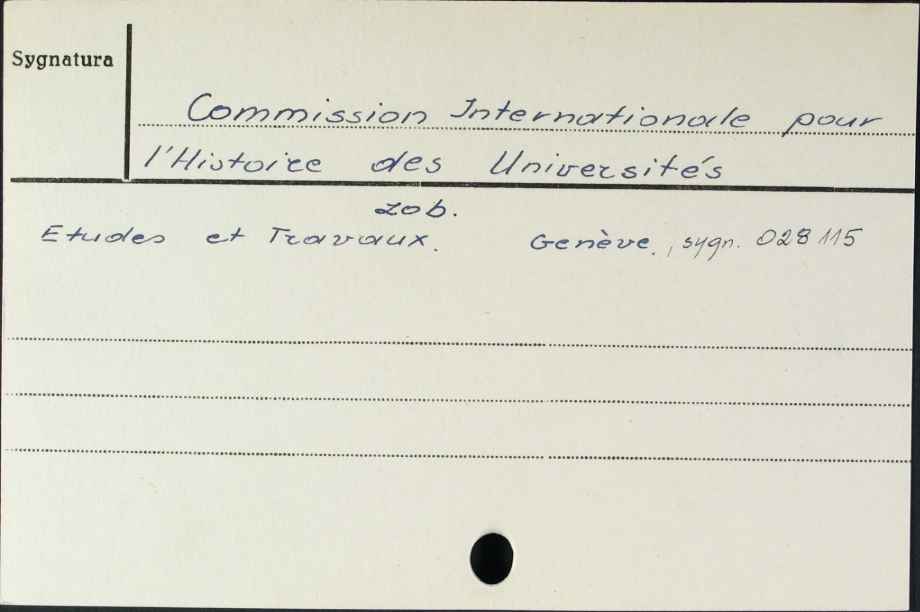 Sygnatura
Commission Internationale pour
l'Histoire des Universités
zob.
Etudes et Travaux. Genève., sygn. 028115